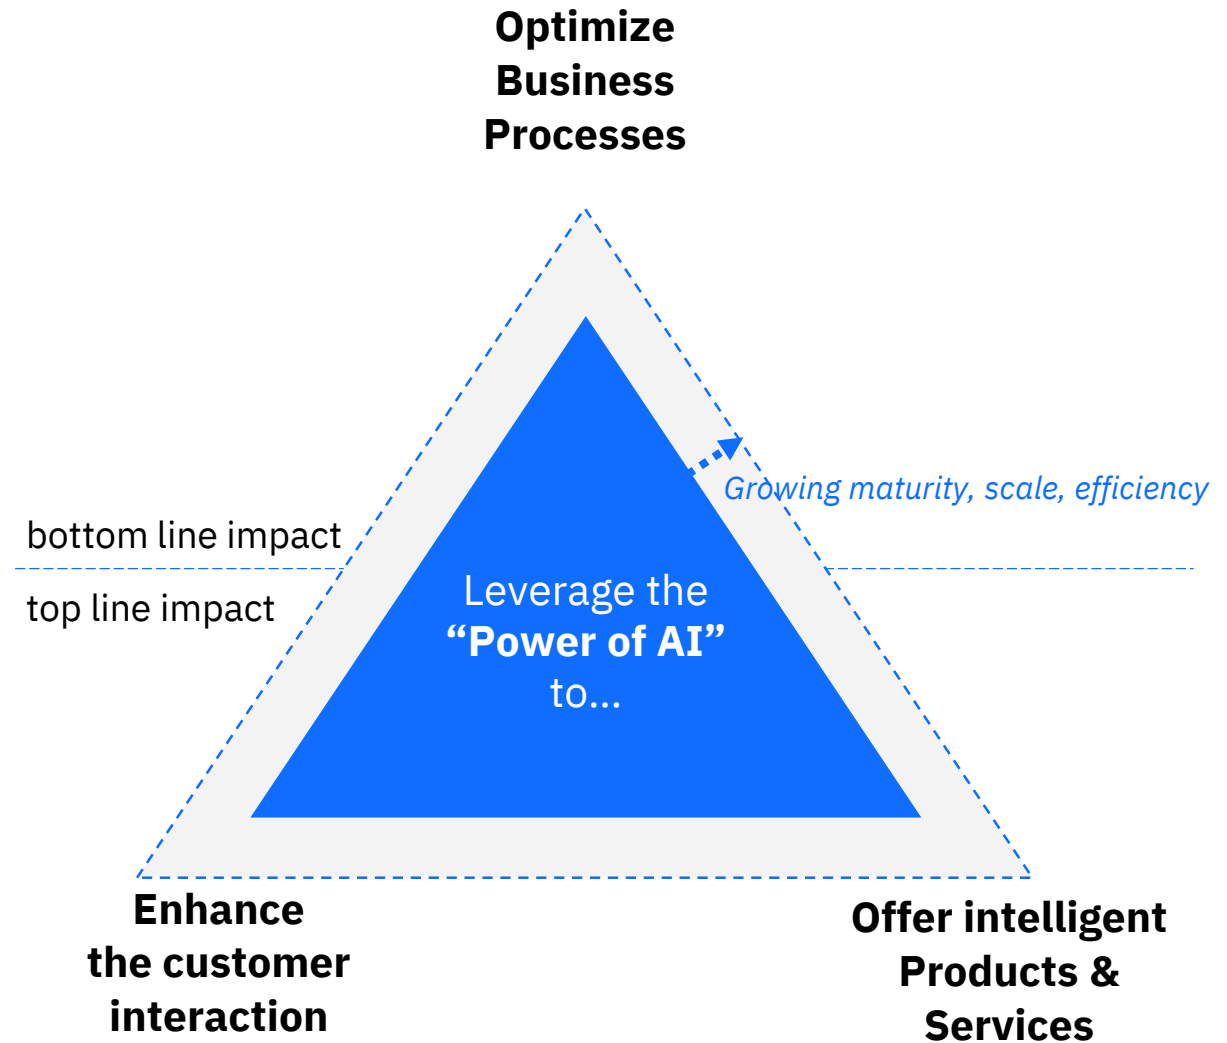 Optimize
Business
Processes
Growing maturity, scale, efficiency
bottom line impact
top line impact
Leverage the
“Power of AI”
to...
Enhance
the customer
interaction
Offer intelligent
Products &
Services